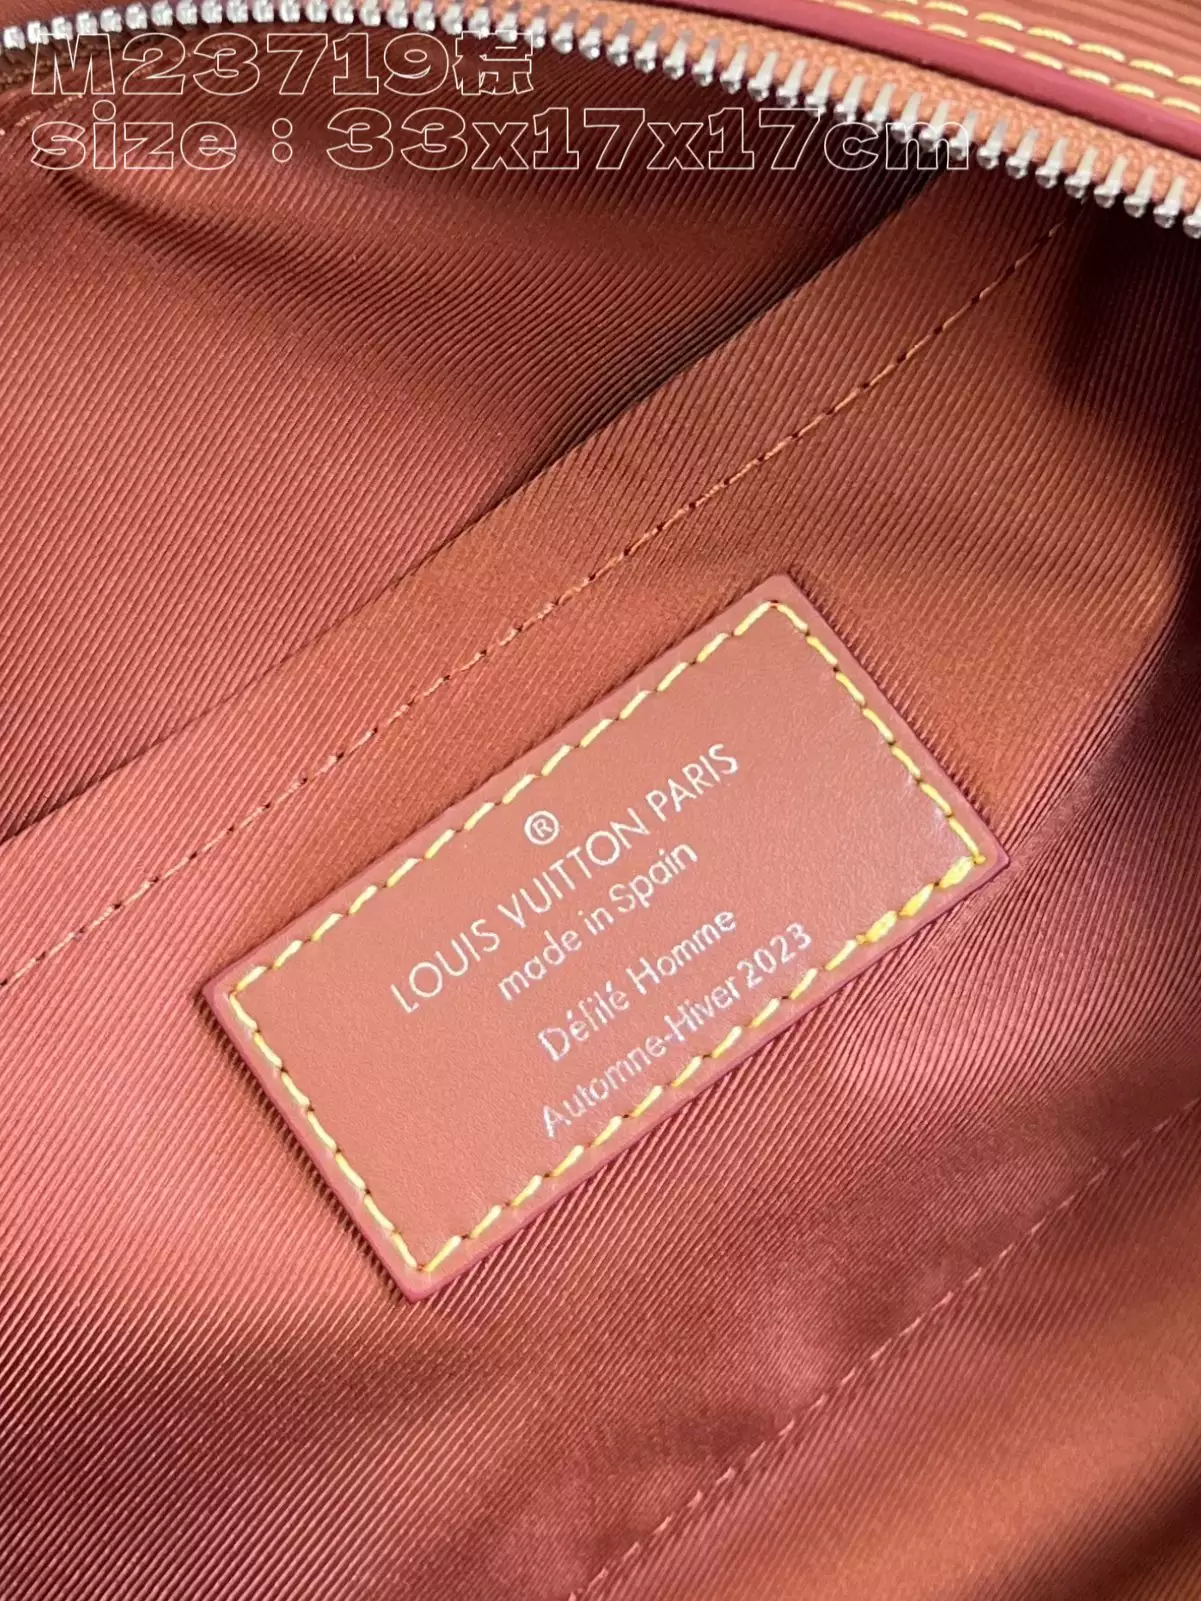 M23719棕
size：33x17x17cm
®
LOUIS VUITTON PARIS
made in Spain
Défilé Homme
Automne-Hiver 2023